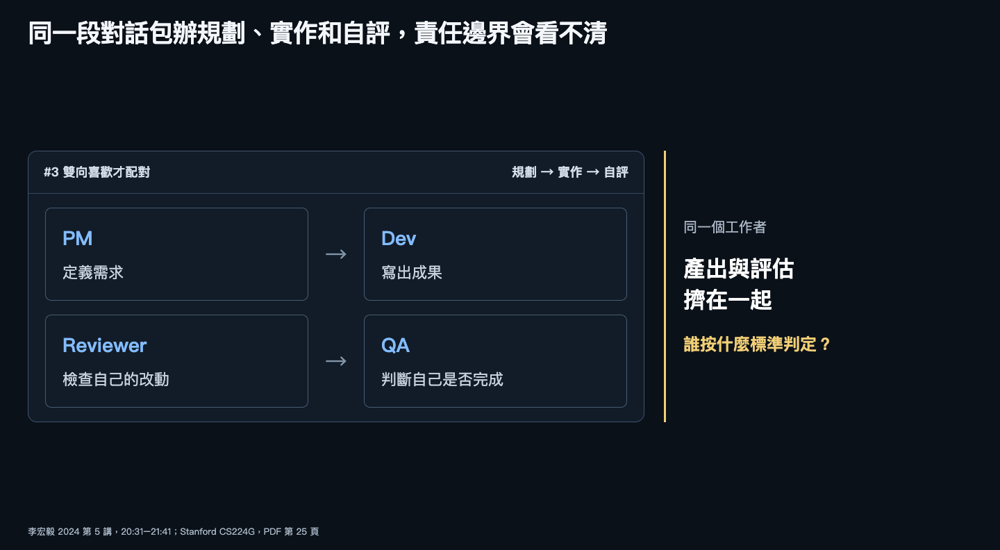 同一段對話包辦規劃、實作和自評，責任邊界會看不清
#3 雙向喜歡才配對
規劃 → 實作 → 自評
PM
定義需求
→
Dev
寫出成果
Reviewer
檢查自己的改動
→
QA
判斷自己是否完成
同一個工作者
產出與評估
擠在一起
誰按什麼標準判定？
李宏毅 2024 第 5 講，20:31–21:41；Stanford CS224G，PDF 第 25 頁